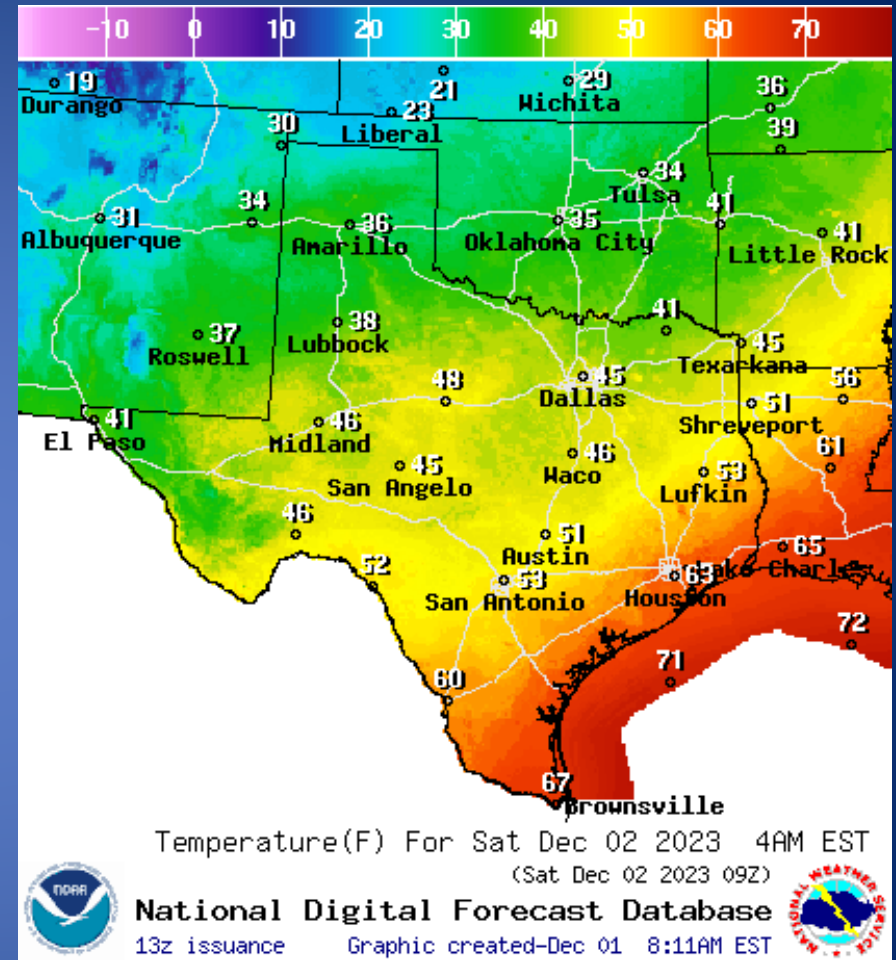 -10 0 10 20 30 40 50 60 70
19 21 29 36
Durango 23 Wichita
30 Liberal 39
34
Tulsa
31 34 36 35 41 41
Albuquerque Amarillo Oklahoma City Little Rock
37 38 41 45
Roswell Lubbock Texarkana
48 45 51 56
Dallas
41 46 Shreveport
El Paso Midland
45 46 53 61
San Angelo Waco Lufkin
46 51 65
Austin
52 53 63 Lake Charles
San Antonio Houston
72
71
60
67
Brownsville
Temperature(F) For Sat Dec 02 2023 4AM EST
(Sat Dec 02 2023 09Z)
NOAA
NATIONAL WEATHER SERVICE
National Digital Forecast Database
13z issuance Graphic created-Dec 01 8:11AM EST